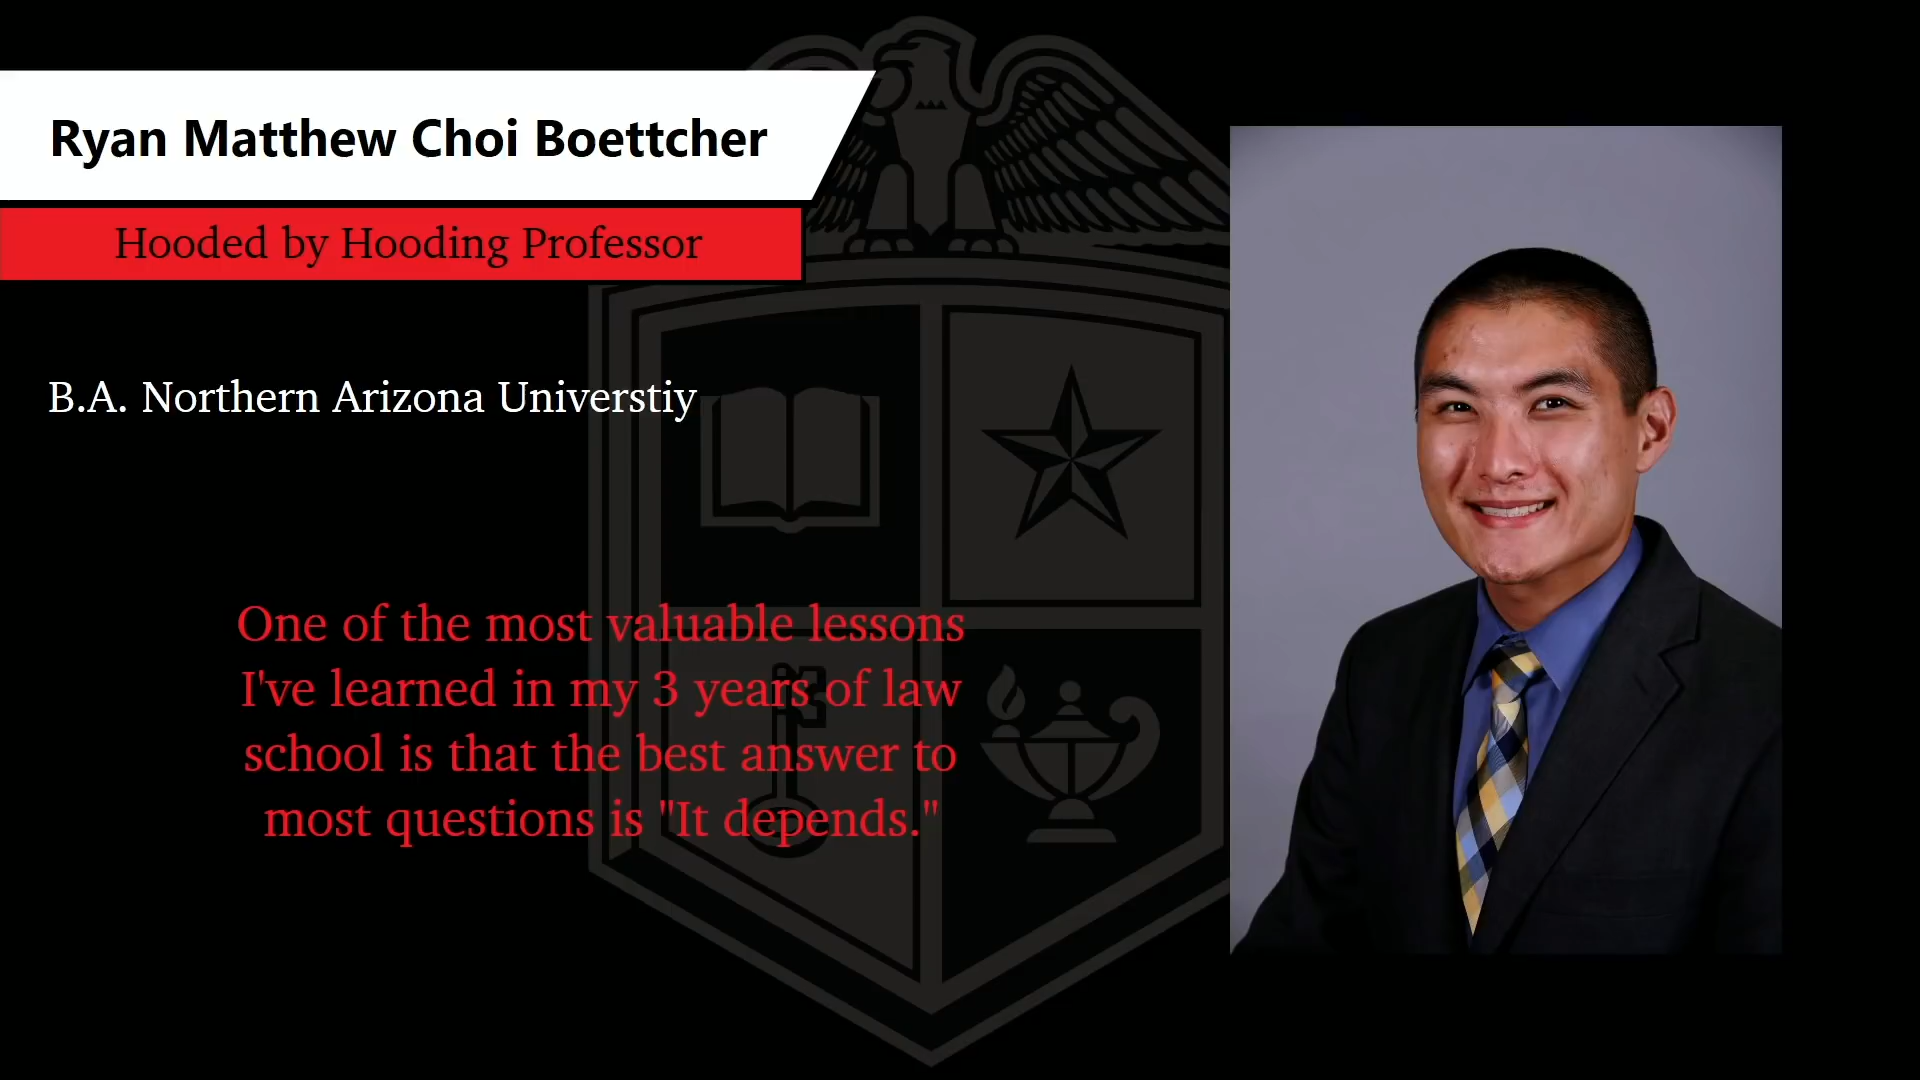 Ryan Matthew Choi Boettcher
Hooded by Hooding Professor
B.A. Northern Arizona Universtiy
One of the most valuable lessons
I've learned in my 3 years of law
school is that the best answer to
most questions is "It depends."